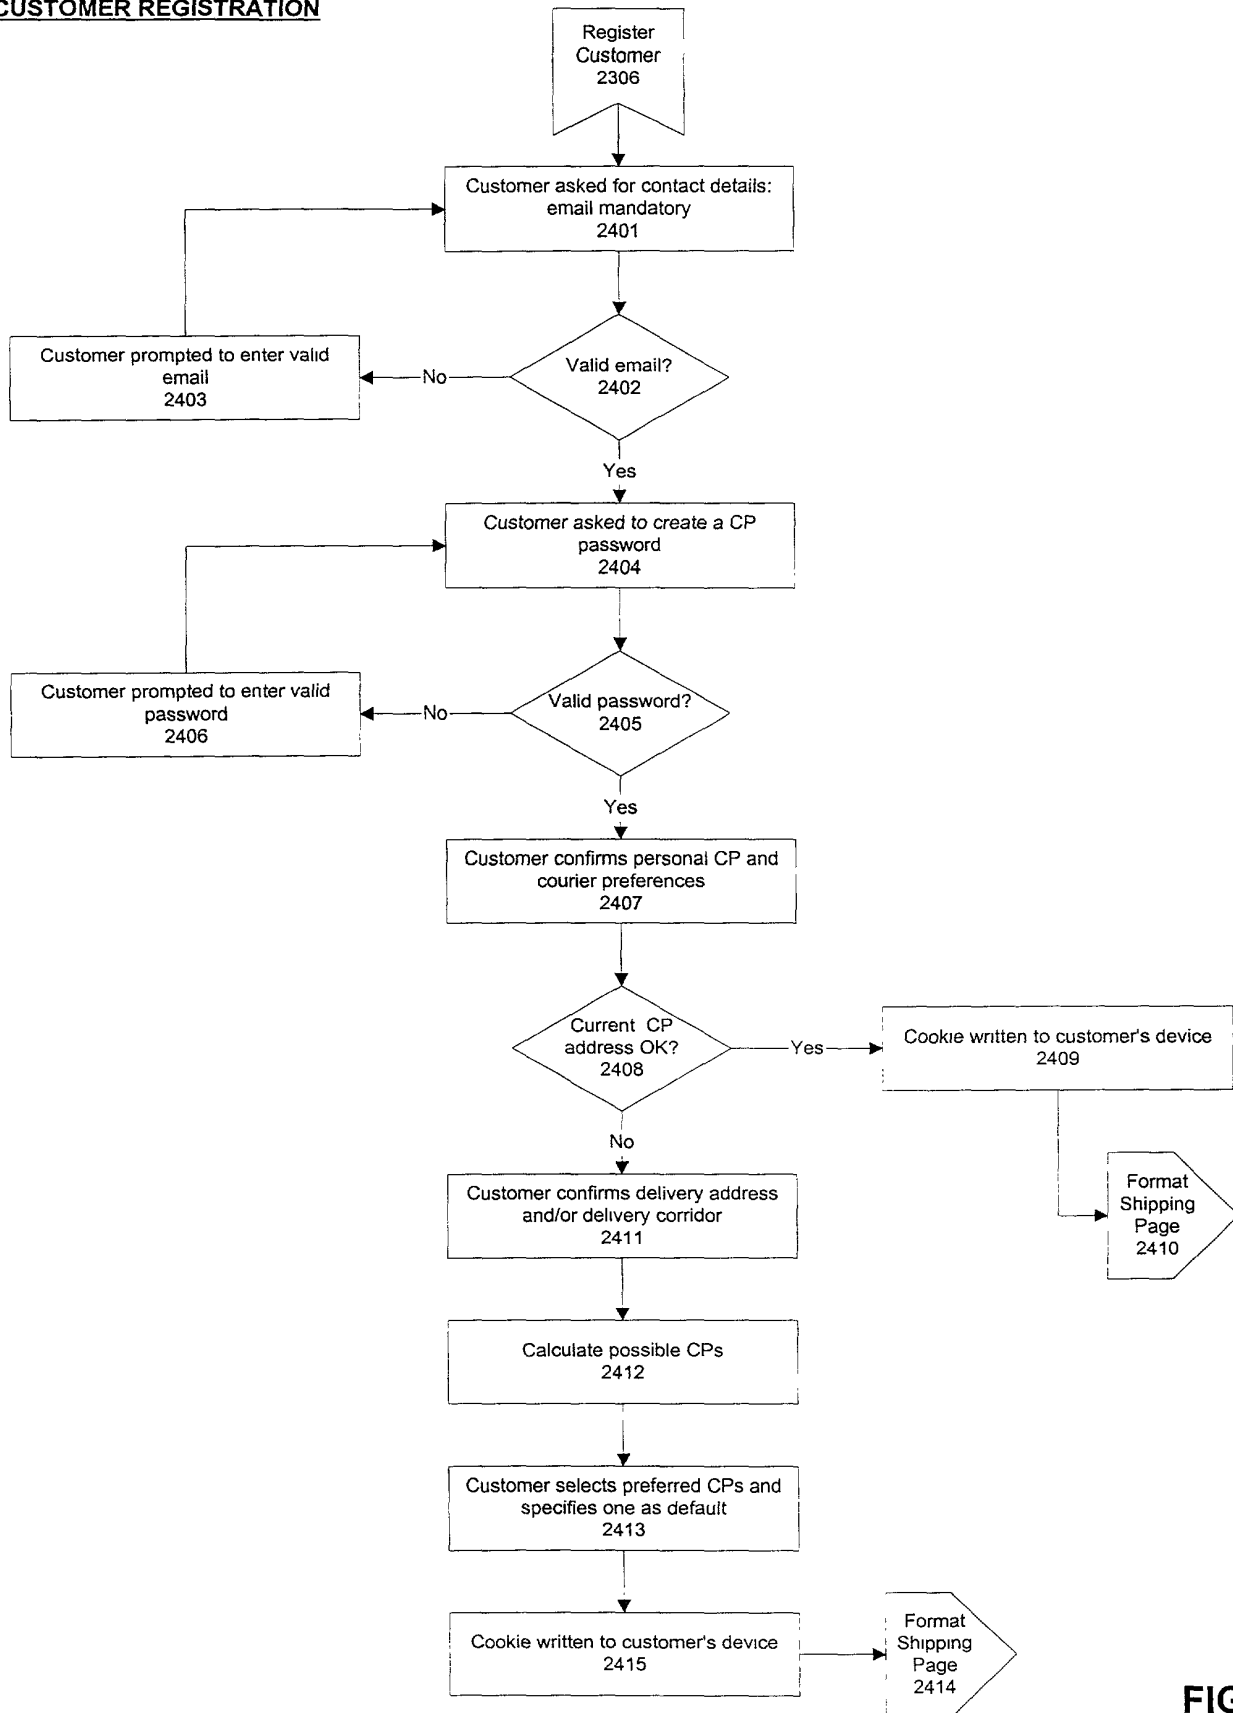 CUSTOMER REGISTRATION
Register
Customer
2306
Customer asked for contact details:
email mandatory
2401
Customer prompted to enter valid
email
2403
No
Valid email?
2402
Yes
Customer asked to create a CP
password
2404
Customer prompted to enter valid
password
2406
No
Valid password?
2405
Yes
Customer confirms personal CP and
courier preferences
2407
Current CP
address OK?
2408
Yes
Cookie written to customer's device
2409
No
Format
Shipping
Page
2410
Customer confirms delivery address
and/or delivery corridor
2411
Calculate possible CPs
2412
Customer selects preferred CPs and
specifies one as default
2413
Cookie written to customer's device
2415
Format
Shipping
Page
2414
FIG